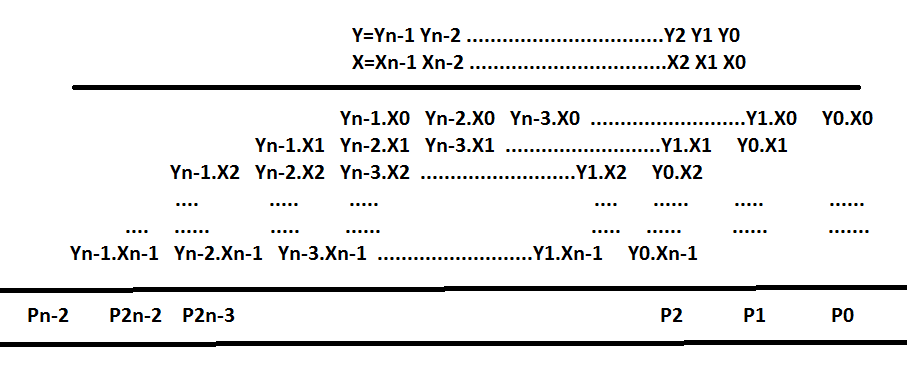 Y=Yn-1 Yn-2 .................................Y2 Y1 Y0
X=Xn-1 Xn-2 .................................X2 X1 X0
Yn-1.X0 Yn-2.X0 Yn-3.X0 .........................Y1.X0 Y0.X0
Yn-1.X1 Yn-2.X1 Yn-3.X1 .........................Y1.X1 Y0.X1
Yn-1.X2 Yn-2.X2 Yn-3.X2 .........................Y1.X2 Y0.X2
.... ..... ..... .... ...... ..... ......
.... ...... ..... ...... ..... ...... ...... .......
Yn-1.Xn-1 Yn-2.Xn-1 Yn-3.Xn-1 .........................Y1.Xn-1 Y0.Xn-1
Pn-2 P2n-2 P2n-3 P2 P1 P0